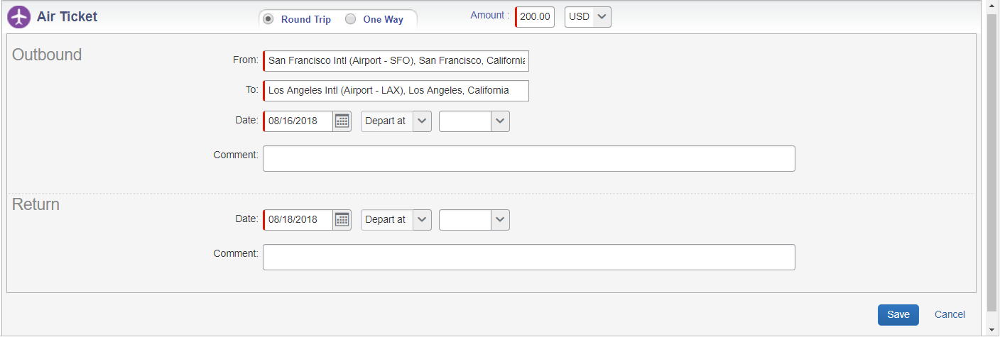 Air Ticket Round Trip One Way Amount : 200.00 USD
Outbound
From: San Francisco Intl (Airport - SFO), San Francisco, California
To: Los Angeles Intl (Airport - LAX), Los Angeles, California
Date: 08/16/2018 Depart at
Comment:
Return
Date: 08/18/2018 Depart at
Comment:
Save Cancel